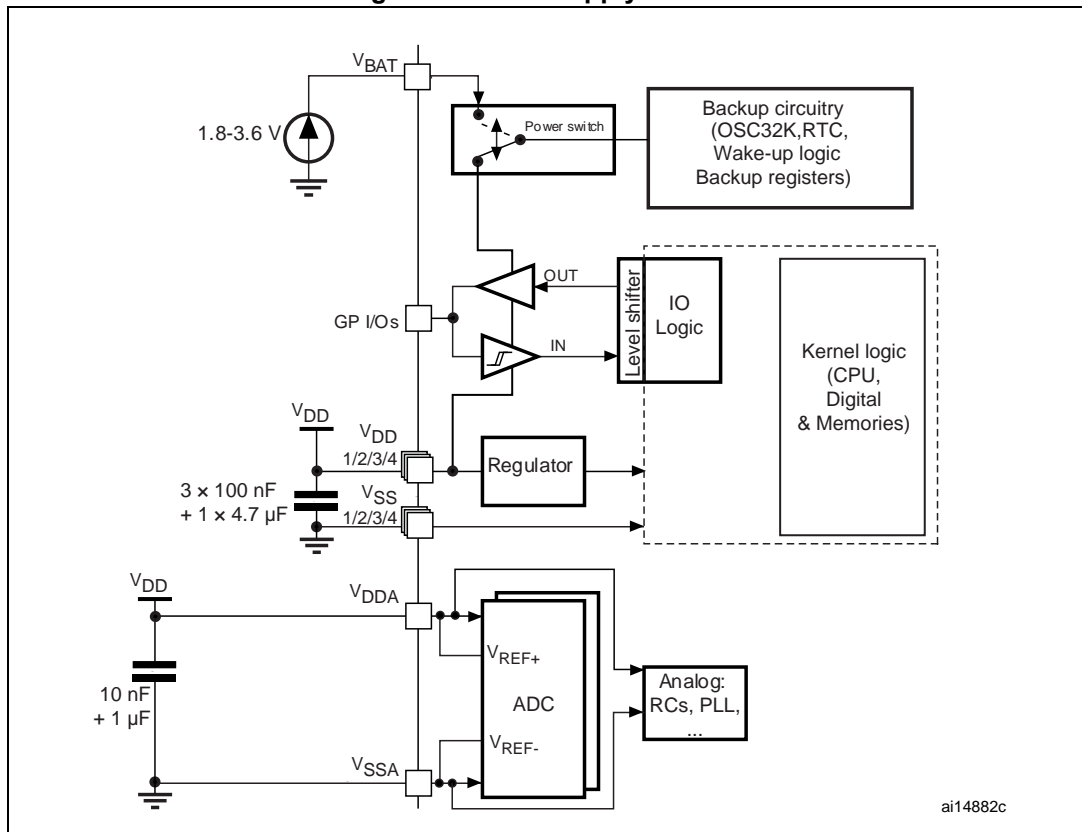 VBAT
1.8-3.6 V
Power switch
Backup circuitry
(OSC32K,RTC,
Wake-up logic
Backup registers)
GP I/Os
OUT
IN
Level shifter
IO
Logic
Kernel logic
(CPU,
Digital
& Memories)
VDD
VDD
1/2/3/4
Regulator
3 × 100 nF
+ 1 × 4.7 µF
VSS
1/2/3/4
VDD
VDDA
10 nF
+ 1 µF
VREF+
ADC
VREF-
Analog:
RCs, PLL,
...
VSSA
ai14882c